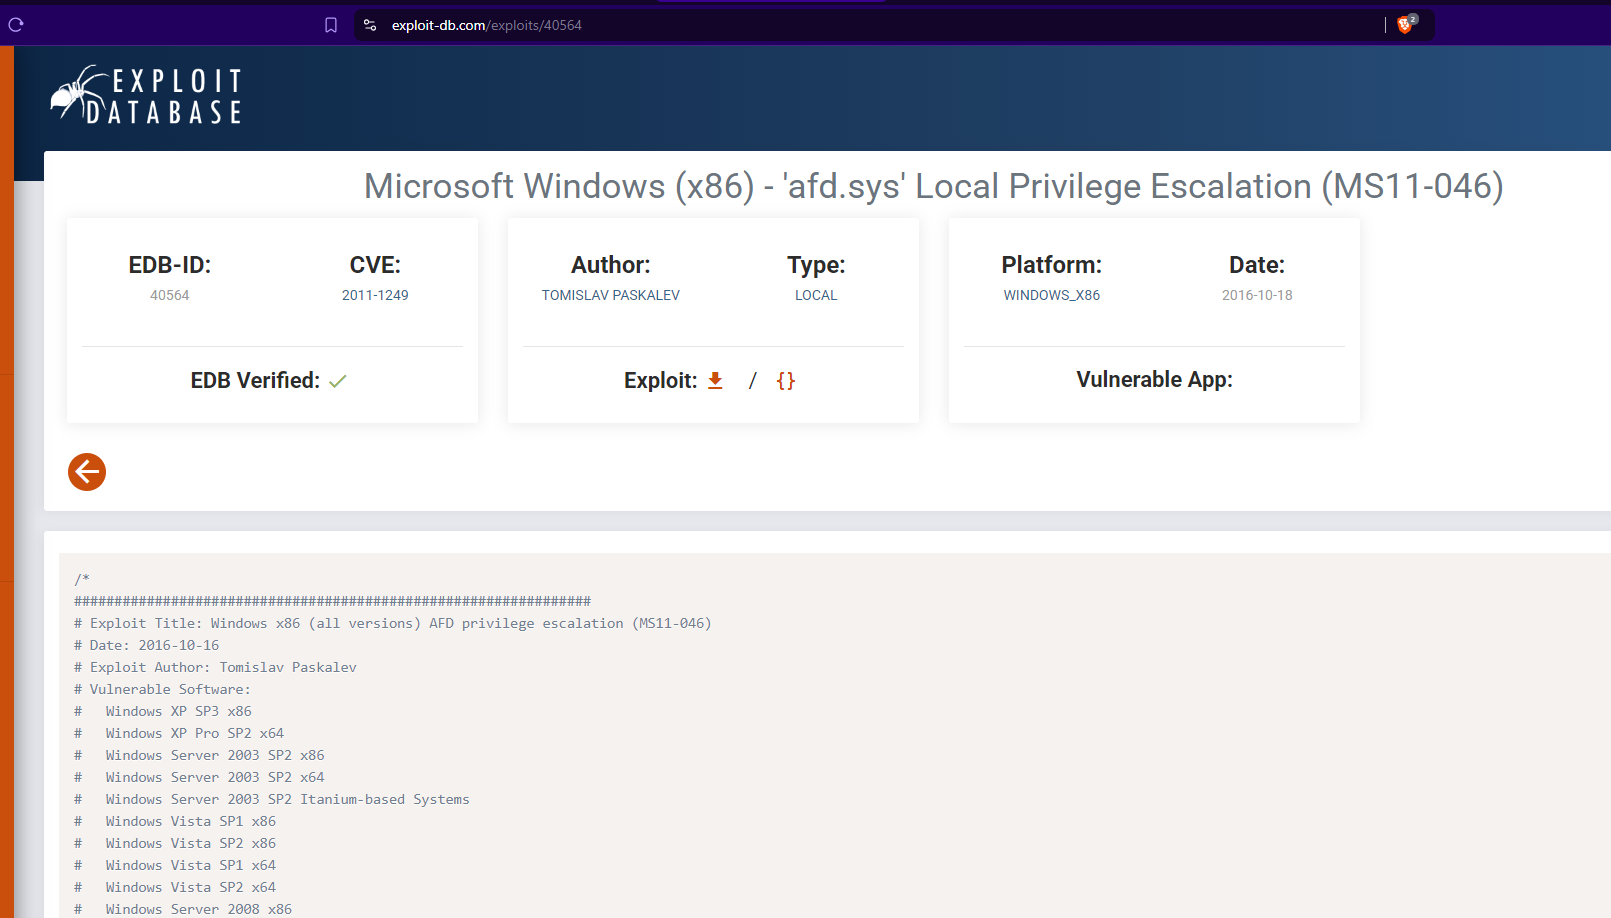 exploit-db.com/exploits/40564
2
EXPLOIT
DATABASE
Microsoft Windows (x86) - 'afd.sys' Local Privilege Escalation (MS11-046)
EDB-ID:
40564
CVE:
2011-1249
EDB Verified:
Author:
TOMISLAV PASKALEV
Type:
LOCAL
Exploit: / {}
Platform:
WINDOWS_X86
Date:
2016-10-18
Vulnerable App:
/*
################################################################
# Exploit Title: Windows x86 (all versions) AFD privilege escalation (MS11-046)
# Date: 2016-10-16
# Exploit Author: Tomislav Paskalev
# Vulnerable Software:
#   Windows XP SP3 x86
#   Windows XP Pro SP2 x64
#   Windows Server 2003 SP2 x86
#   Windows Server 2003 SP2 x64
#   Windows Server 2003 SP2 Itanium-based Systems
#   Windows Vista SP1 x86
#   Windows Vista SP2 x86
#   Windows Vista SP1 x64
#   Windows Vista SP2 x64
#   Windows Server 2008 x86